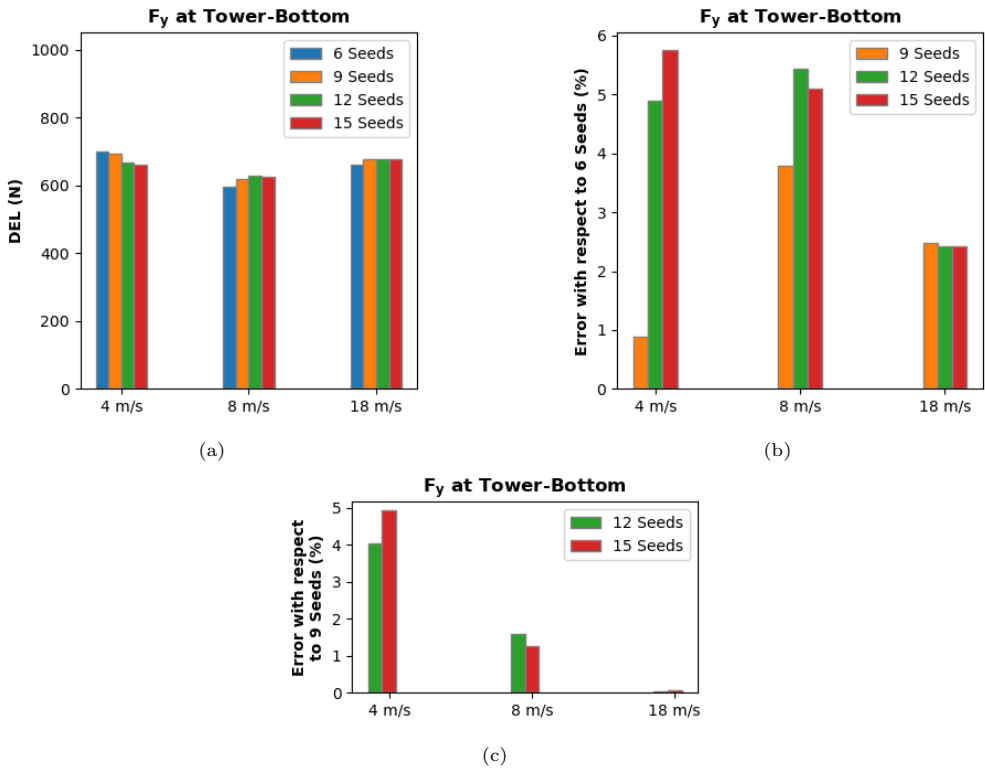 F_y at Tower-Bottom
DEL (N)
1000
800
600
400
200
0
6 Seeds
9 Seeds
12 Seeds
15 Seeds
4 m/s 8 m/s 18 m/s
(a)
F_y at Tower-Bottom
Error with respect to 6 Seeds (%)
6
5
4
3
2
1
0
9 Seeds
12 Seeds
15 Seeds
4 m/s 8 m/s 18 m/s
(b)
F_y at Tower-Bottom
Error with respect
to 9 Seeds (%)
5
4
3
2
1
0
12 Seeds
15 Seeds
4 m/s 8 m/s 18 m/s
(c)